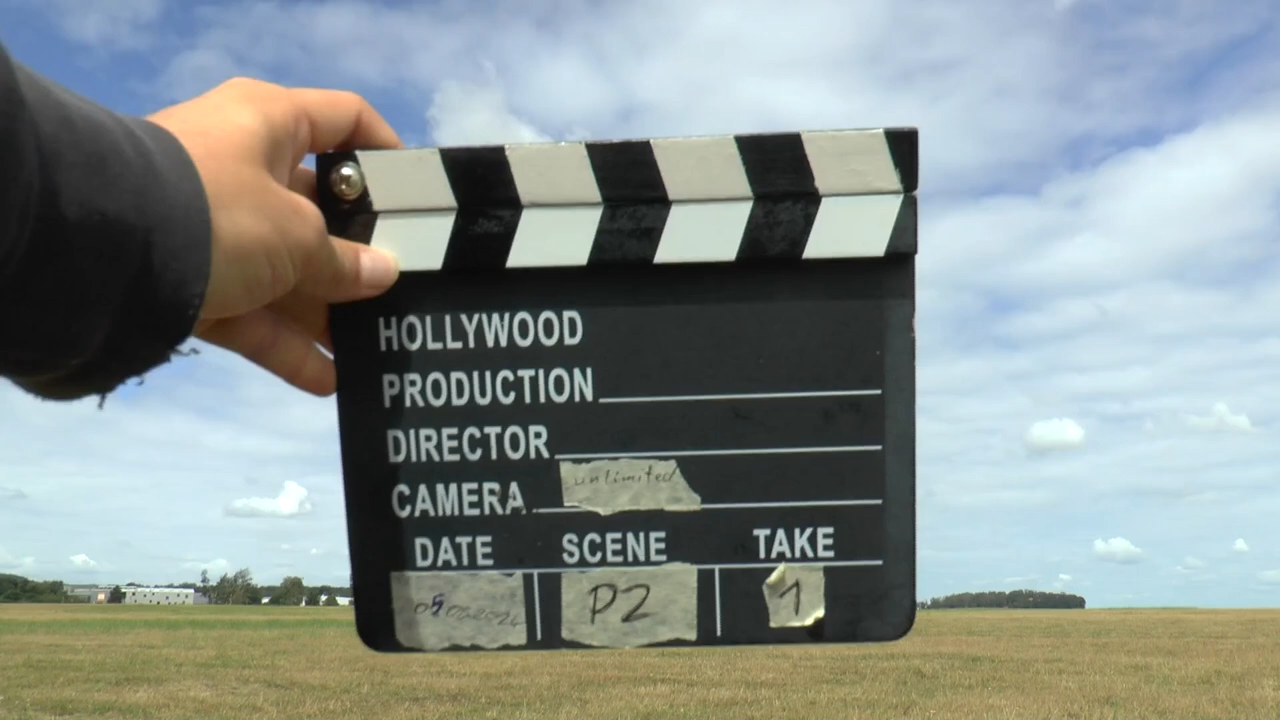 HOLLYWOOD
PRODUCTION
DIRECTOR
CAMERA unlimited
DATE SCENE TAKE
P2 1